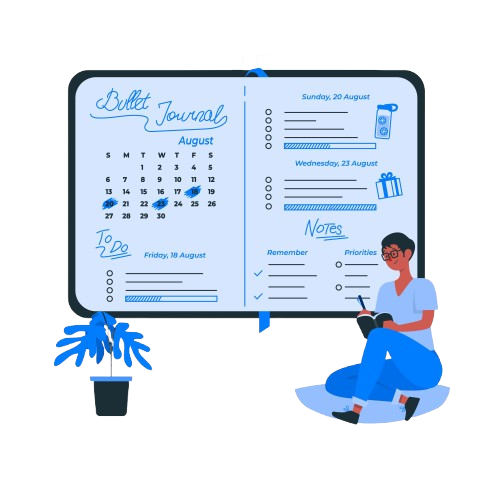 Bullet Journal
August
S M T W T F S
1 2 3 4 5
6 7 8 9 10 11 12
13 14 15 16 17 18 19
20 21 22 23 24 25 26
27 28 29 30
To Do
Friday, 18 August
Sunday, 20 August
Wednesday, 23 August
Notes
Remember Priorities